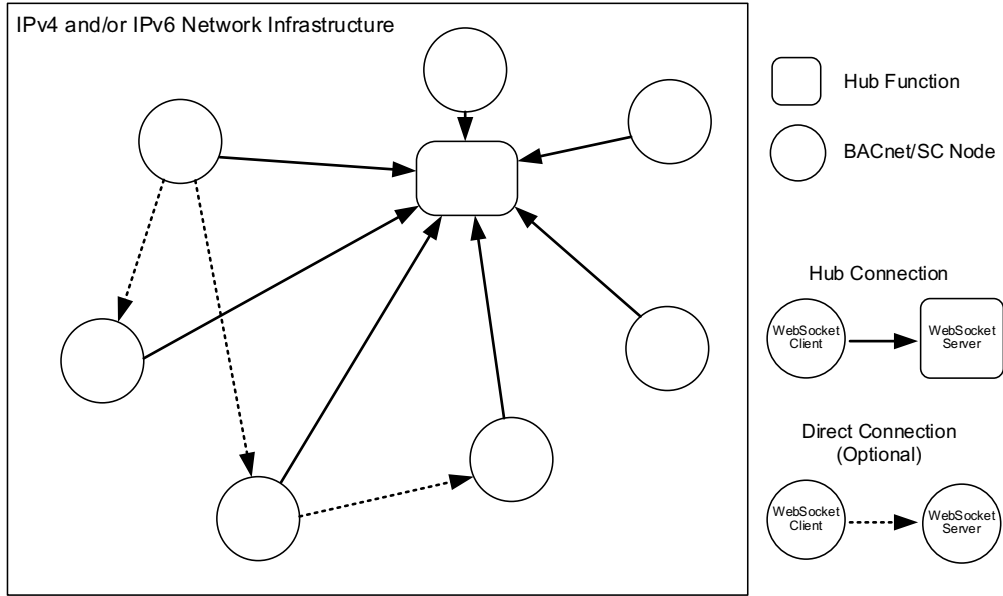 IPv4 and/or IPv6 Network Infrastructure
Hub Function
BACnet/SC Node
Hub Connection
WebSocket
Client
WebSocket
Server
Direct Connection
(Optional)
WebSocket
Client
WebSocket
Server